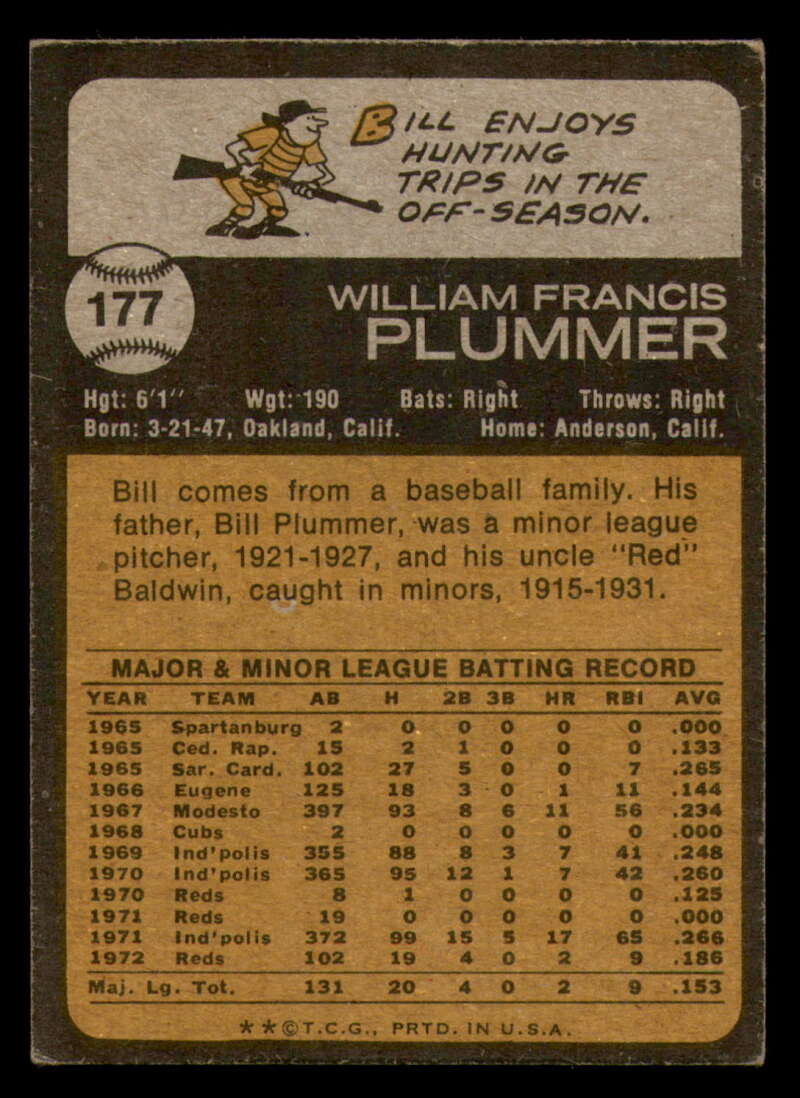 BILL ENJOYS
HUNTING
TRIPS IN THE
OFF-SEASON.
177
WILLIAM FRANCIS
PLUMMER
Hgt: 6'1" Wgt: 190 Bats: Right Throws: Right
Born: 3-21-47, Oakland, Calif. Home: Anderson, Calif.
Bill comes from a baseball family. His
father, Bill Plummer, was a minor league
pitcher, 1921-1927, and his uncle "Red"
Baldwin, caught in minors, 1915-1931.
MAJOR & MINOR LEAGUE BATTING RECORD
YEAR TEAM AB H 2B 3B HR RBI AVG
1965 Spartanburg 2 0 0 0 0 0 .000
1965 Ced. Rap. 15 2 1 0 0 0 .133
1965 Sar. Card. 102 27 5 0 0 7 .265
1966 Eugene 125 18 3 0 1 11 .144
1967 Modesto 397 93 8 6 11 56 .234
1968 Cubs 2 0 0 0 0 0 .000
1969 Ind'polis 355 88 8 3 7 41 .248
1970 Ind'polis 365 95 12 1 7 42 .260
1970 Reds 8 1 0 0 0 0 .125
1971 Reds 19 0 0 0 0 0 .000
1971 Ind'polis 372 99 15 5 17 65 .266
1972 Reds 102 19 4 0 2 9 .186
Maj. Lg. Tot. 131 20 4 0 2 9 .153
**©T.C.G., PRTD. IN U.S.A.